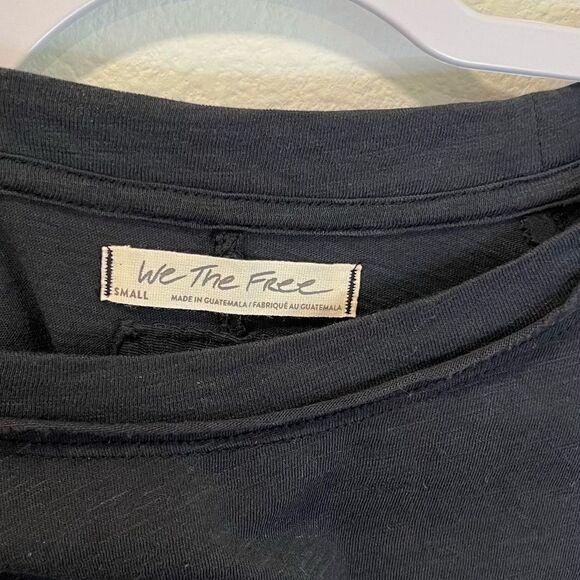 We The Free
SMALL
MADE IN GUATEMALA / FABRIQUÉ AU GUATEMALA